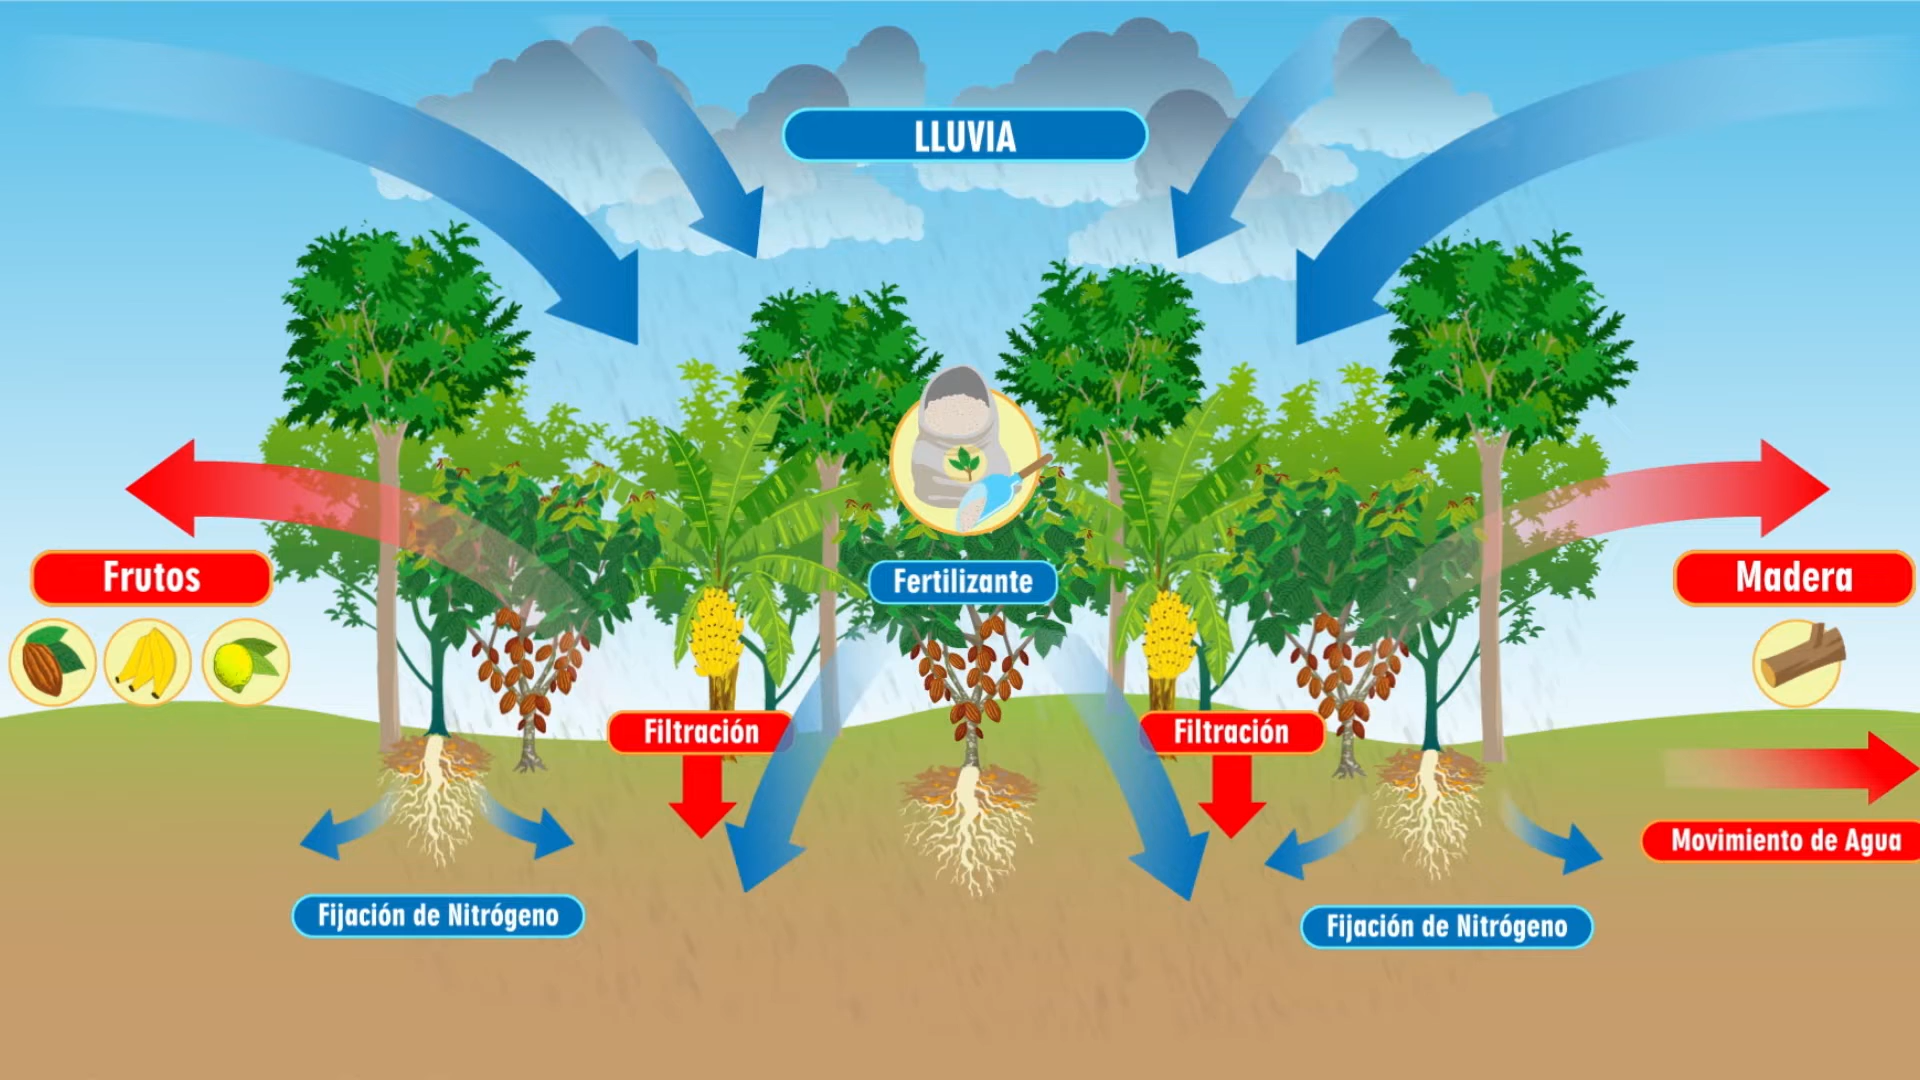 LLUVIA
Frutos
Fertilizante
Madera
Filtración
Filtración
Movimiento de Agua
Fijación de Nitrógeno
Fijación de Nitrógeno